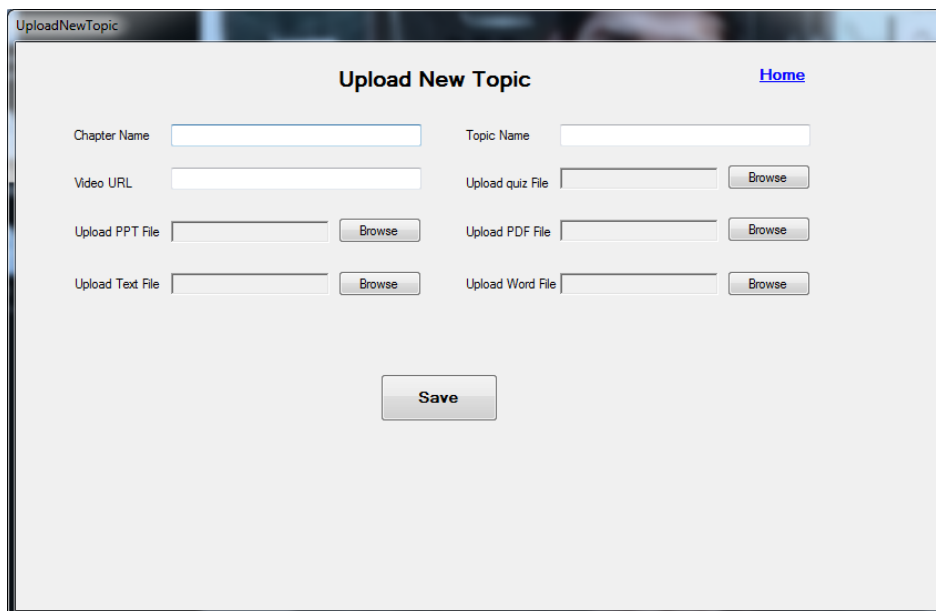 UploadNewTopic
Upload New Topic
Home
Chapter Name
Topic Name
Video URL
Upload quiz File
Browse
Upload PPT File
Browse
Upload PDF File
Browse
Upload Text File
Browse
Upload Word File
Browse
Save